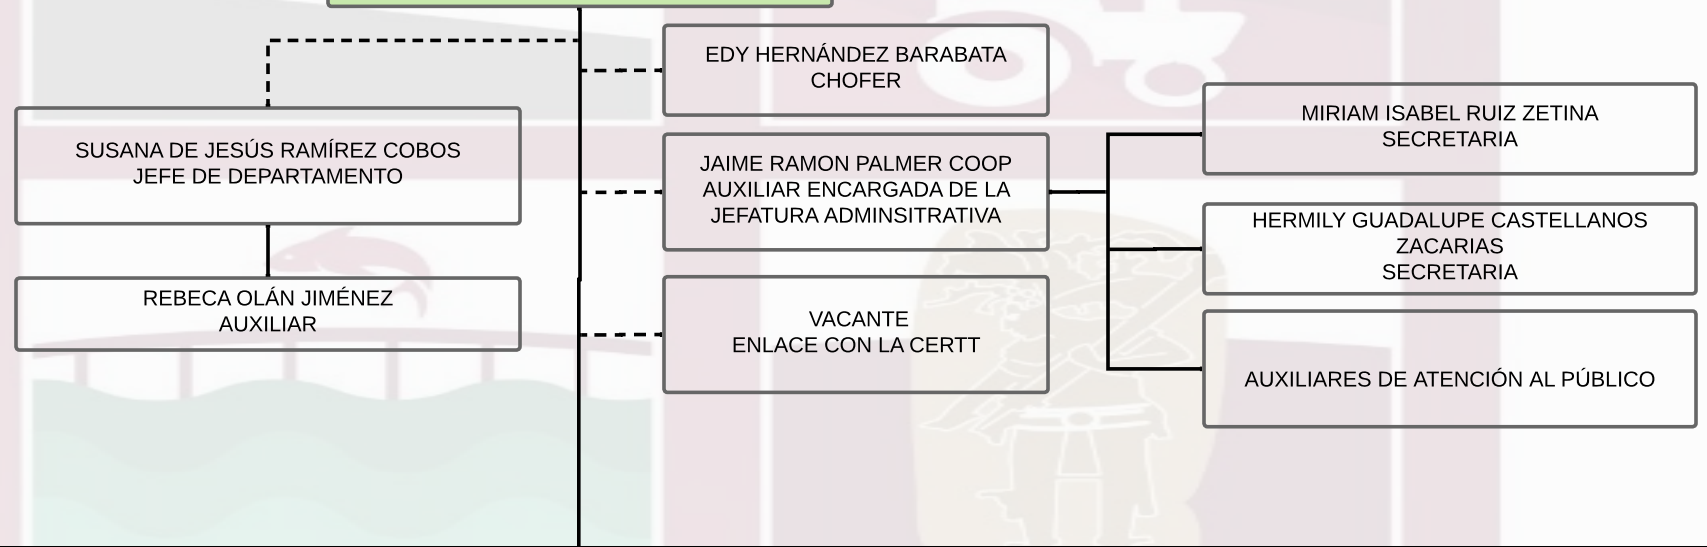 EDY HERNÁNDEZ BARABATA
CHOFER
SUSANA DE JESÚS RAMÍREZ COBOS
JEFE DE DEPARTAMENTO
JAIME RAMON PALMER COOP
AUXILIAR ENCARGADA DE LA
JEFATURA ADMINSITRATIVA
MIRIAM ISABEL RUIZ ZETINA
SECRETARIA
HERMILY GUADALUPE CASTELLANOS
ZACARIAS
SECRETARIA
REBECA OLÁN JIMÉNEZ
AUXILIAR
VACANTE
ENLACE CON LA CERTT
AUXILIARES DE ATENCIÓN AL PÚBLICO